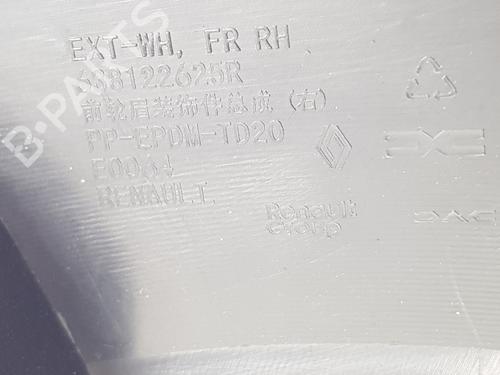 EXT-WH, FR RH
638122625R
前轮眉装饰件总成 (右)
PP-EPDM-TD20
E0064
RENAULT
Renault
Group
B-PARTS